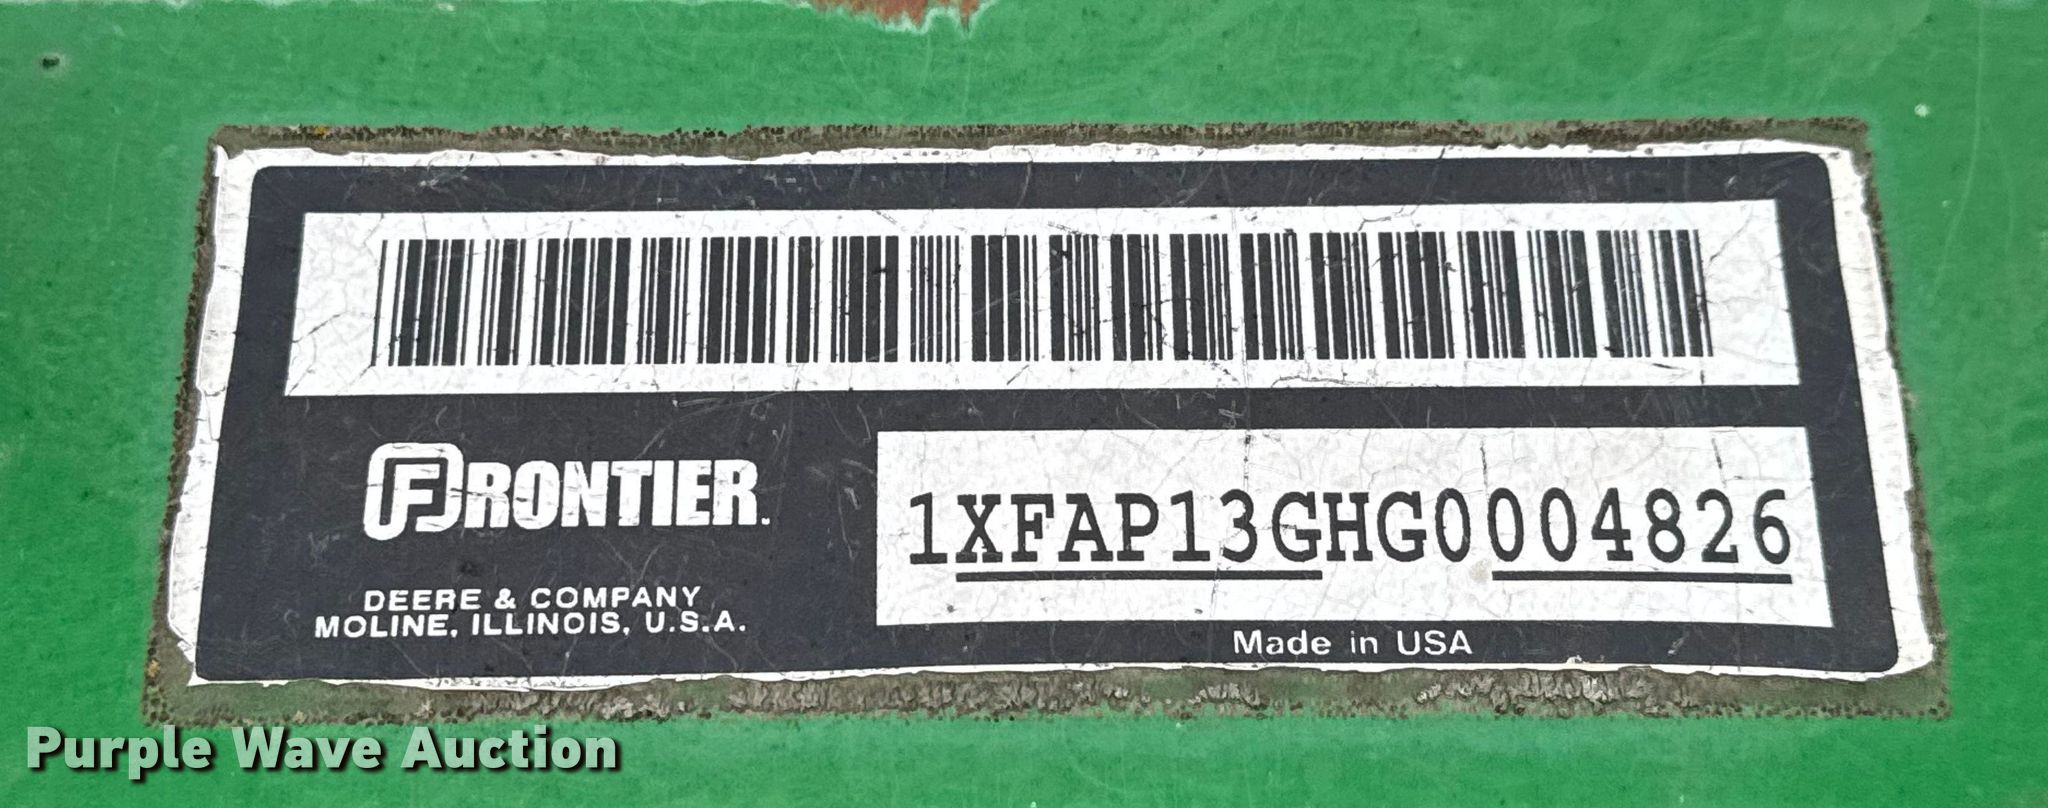 FRONTIER.
DEERE & COMPANY
MOLINE, ILLINOIS, U.S.A.
1XFAP13GHG0004826
Made in USA
Purple Wave Auction